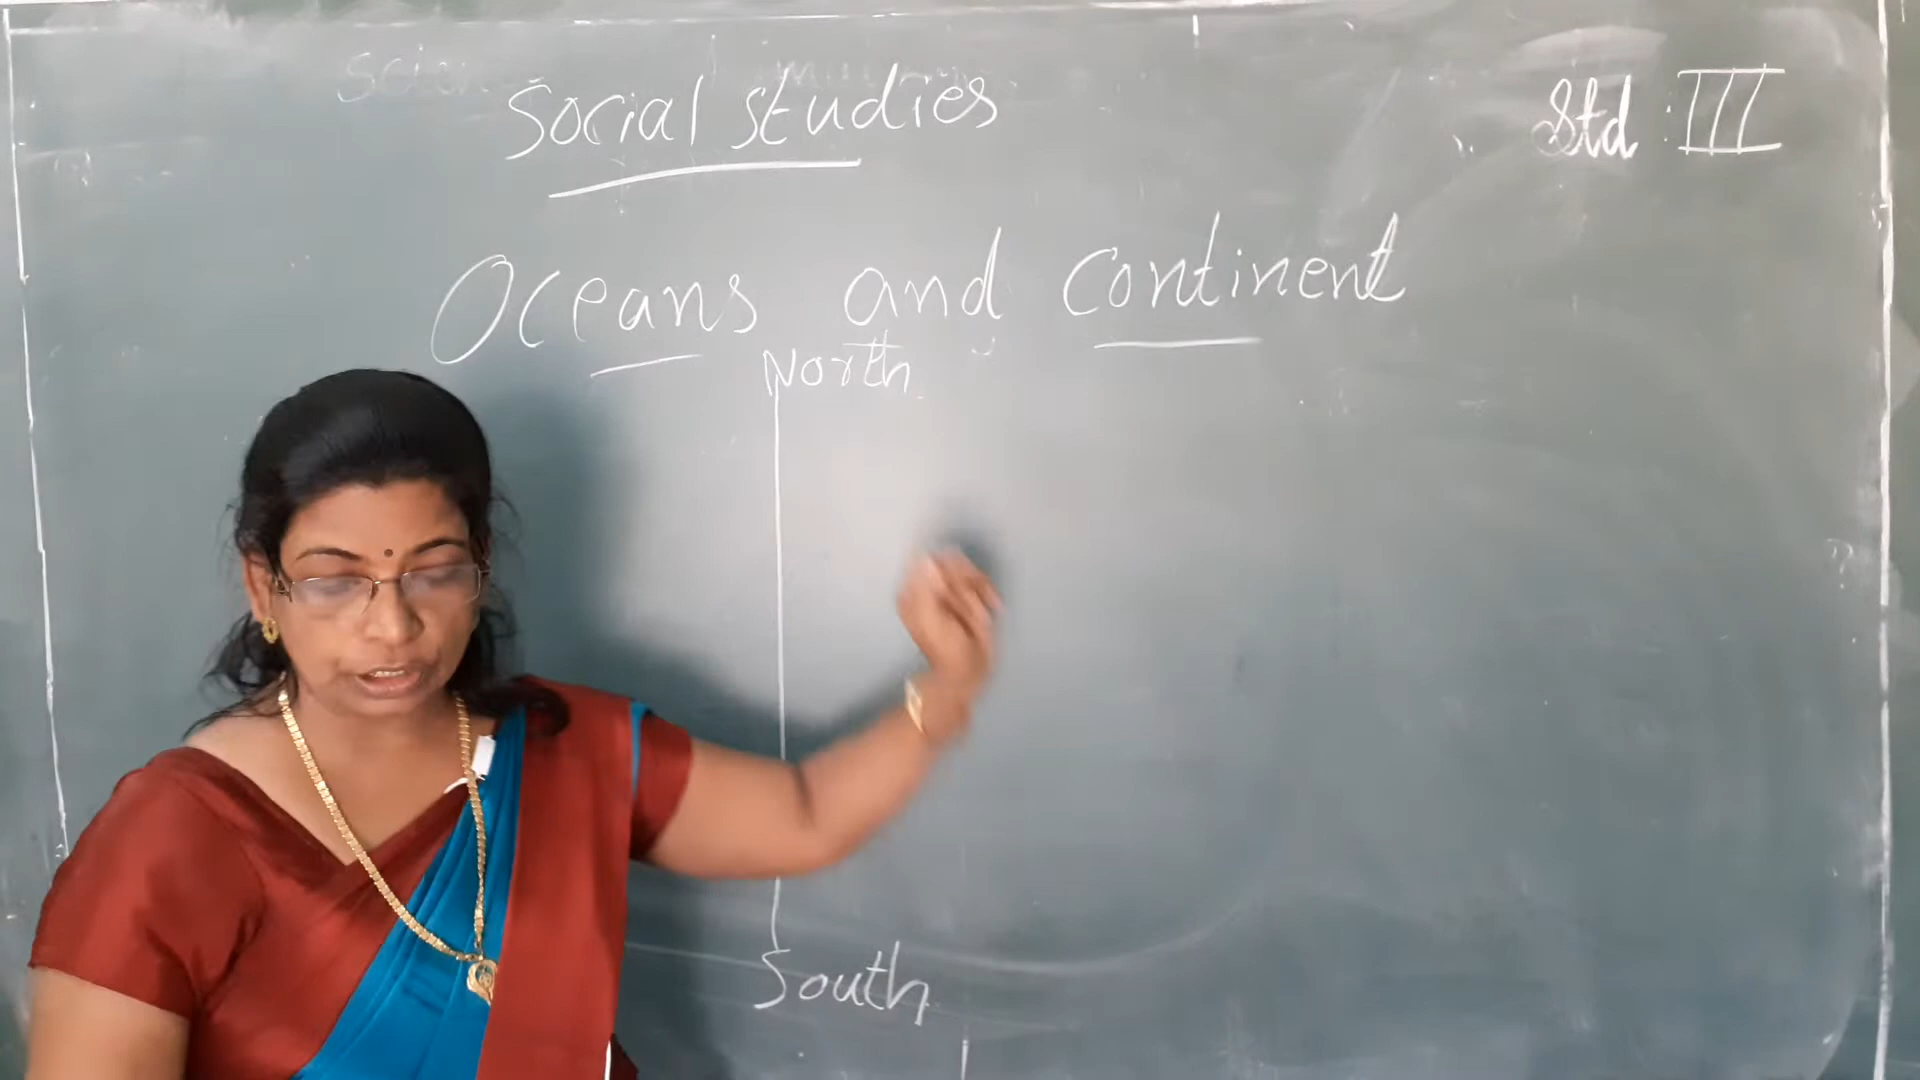 Social studies
Std : III
Oceans and continent
North
South